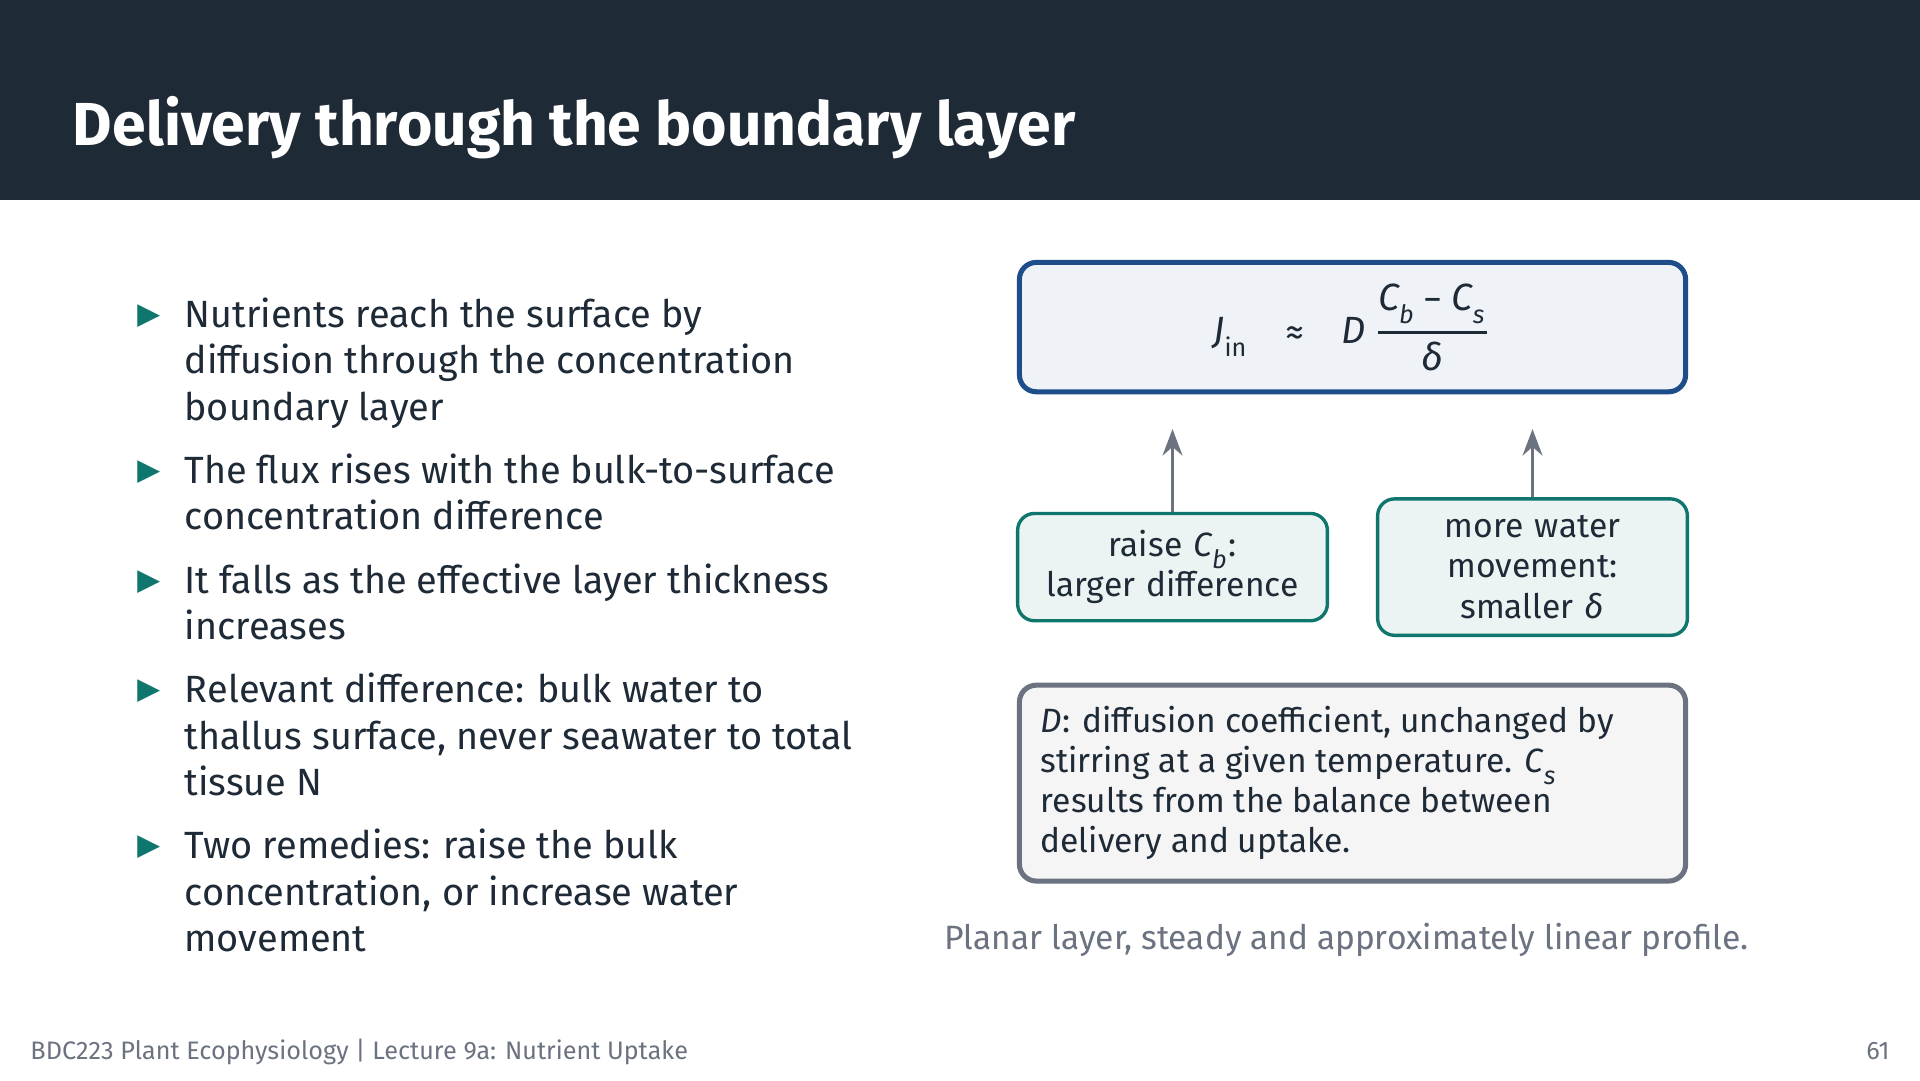 Delivery through the boundary layer
► Nutrients reach the surface by
diffusion through the concentration
boundary layer
► The flux rises with the bulk-to-surface
concentration difference
► It falls as the effective layer thickness
increases
► Relevant difference: bulk water to
thallus surface, never seawater to total
tissue N
► Two remedies: raise the bulk
concentration, or increase water
movement
J_in ≈ D (C_b − C_s) / δ
raise C_b:
larger difference
more water
movement:
smaller δ
D: diffusion coefficient, unchanged by
stirring at a given temperature. C_s
results from the balance between
delivery and uptake.
Planar layer, steady and approximately linear profile.
BDC223 Plant Ecophysiology | Lecture 9a: Nutrient Uptake
61